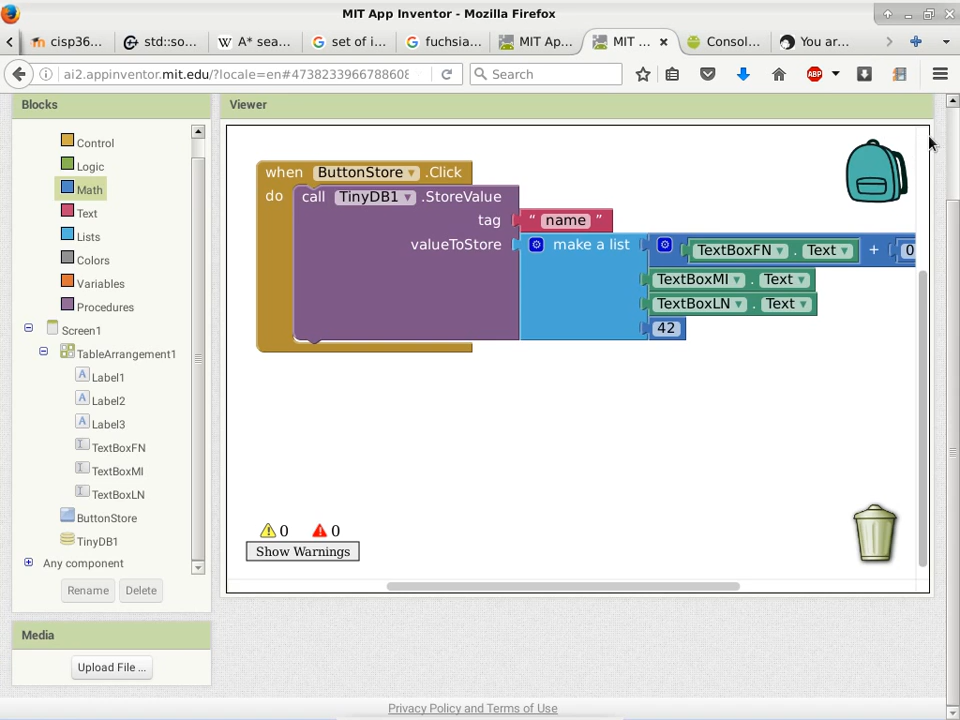 MIT App Inventor - Mozilla Firefox
cisp36...
std::so...
A* sea...
set of i...
fuchsia...
MIT Ap...
MIT ...
Consol...
You ar...
ai2.appinventor.mit.edu/?locale=en#473823396678860
Search
ABP
Blocks
Viewer
Control
Logic
Math
Text
Lists
Colors
Variables
Procedures
Screen1
TableArrangement1
Label1
Label2
Label3
TextBoxFN
TextBoxMI
TextBoxLN
ButtonStore
TinyDB1
Any component
Rename Delete
Media
Upload File ...
when ButtonStore .Click
do call TinyDB1 .StoreValue
tag “ name ”
valueToStore make a list TextBoxFN . Text + 0
TextBoxMI . Text
TextBoxLN . Text
42
0 0
Show Warnings
Privacy Policy and Terms of Use